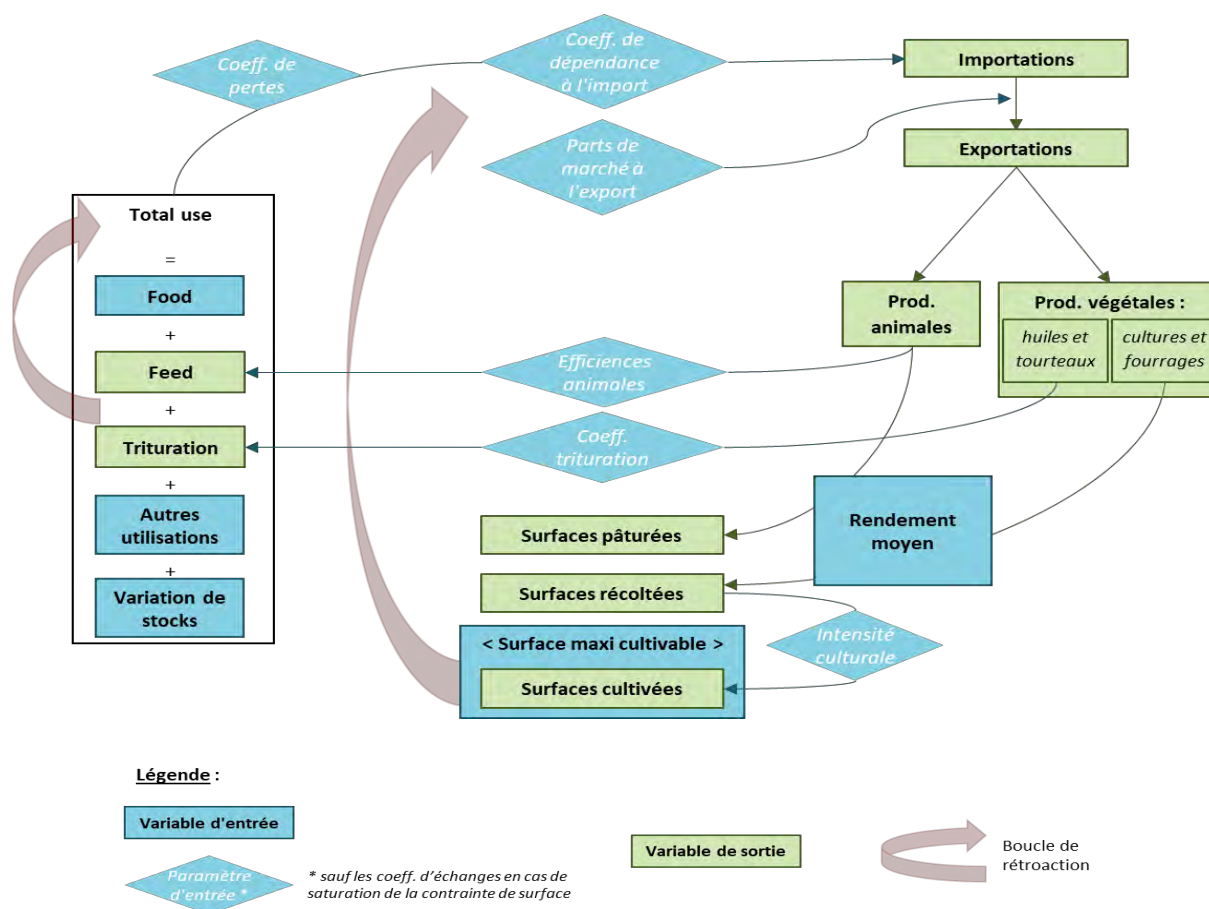 Coeff. de
pertes
Coeff. de
dépendance
à l'import
Importations
Parts de
marché à
l'export
Exportations
Total use
=
Food
+
Feed
+
Trituration
+
Autres
utilisations
+
Variation de
stocks
Prod.
animales
Prod. végétales :
huiles et
tourteaux
cultures et
fourrages
Efficiences
animales
Coeff.
trituration
Rendement
moyen
Surfaces pâturées
Surfaces récoltées
Intensité
culturale
< Surface maxi cultivable >
Surfaces cultivées
Légende :
Variable d'entrée
Paramètre
d'entrée *
* sauf les coeff. d'échanges en cas de
saturation de la contrainte de surface
Variable de sortie
Boucle de
rétroaction